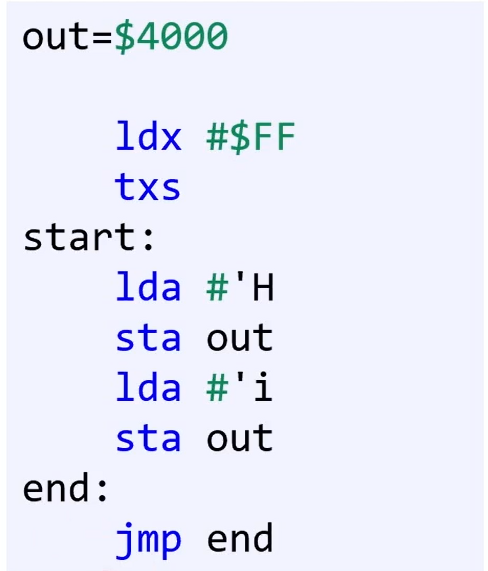 out=$4000
ldx #$FF
txs
start:
lda #'H
sta out
lda #'i
sta out
end:
jmp end